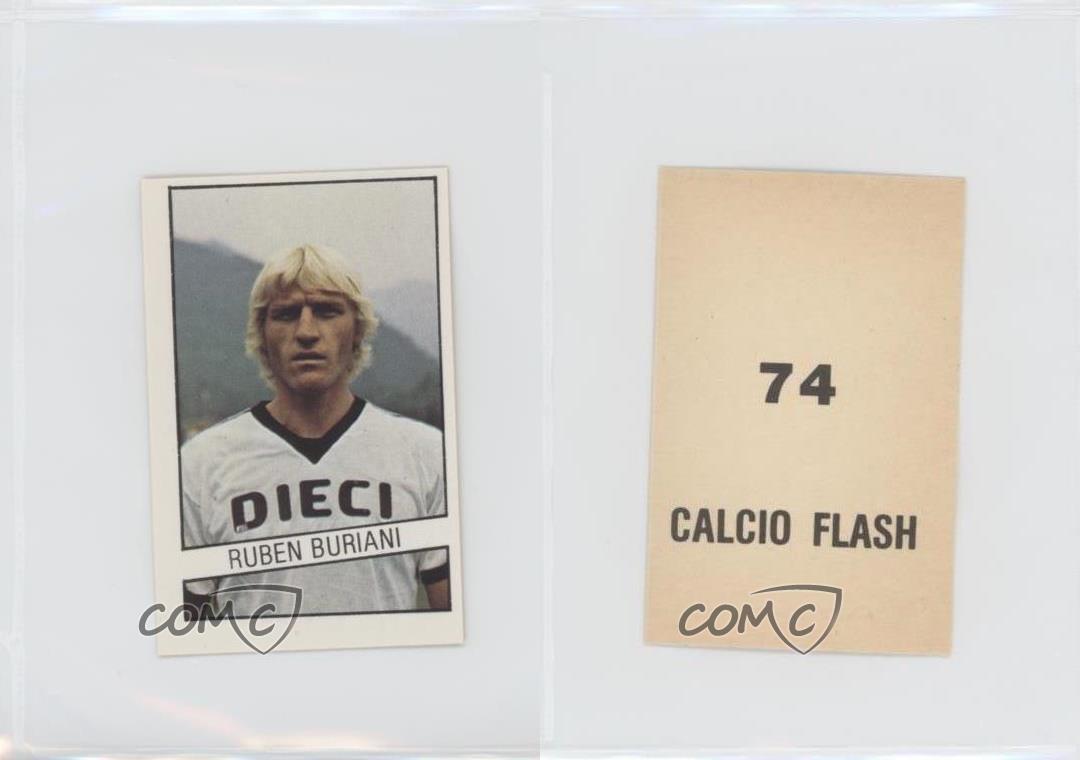 DIECI
RUBEN BURIANI
COMC
74
CALCIO FLASH
COMC